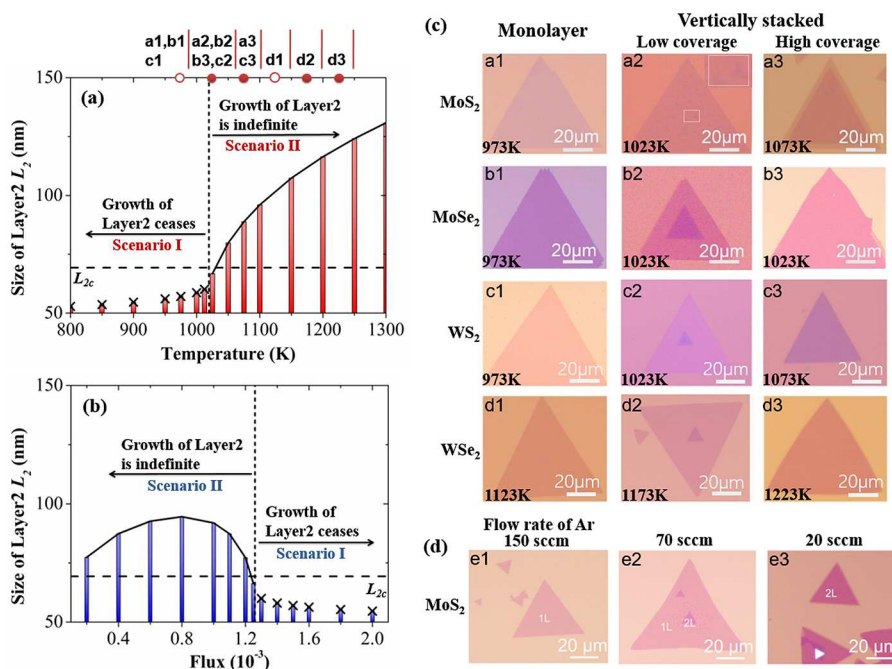 a1,b1 a2,b2 a3
c1 b3,c2 c3 d1 d2 d3
(a)
150
100
50
Size of Layer2 L2 (nm)
Growth of Layer2
is indefinite
Scenario II
Growth of
Layer2 ceases
Scenario I
L2c
800 900 1000 1100 1200 1300
Temperature (K)
(b)
150
100
50
Size of Layer2 L2 (nm)
Growth of Layer2
is indefinite
Scenario II
Growth of
Layer2 ceases
Scenario I
L2c
0.4 0.8 1.2 1.6 2.0
Flux (10-3)
(c)
Monolayer
Vertically stacked
Low coverage High coverage
MoS2
a1 973K 20μm
a2 1023K 20μm
a3 1073K 20μm
MoSe2
b1 973K 20μm
b2 1023K 20μm
b3 1023K 20μm
WS2
c1 973K 20μm
c2 1023K 20μm
c3 1073K 20μm
WSe2
d1 1123K 20μm
d2 1173K 20μm
d3 1223K 20μm
(d)
Flow rate of Ar
150 sccm 70 sccm 20 sccm
MoS2
e1 1L 20 μm
e2 1L 2L 20 μm
e3 2L 20 μm